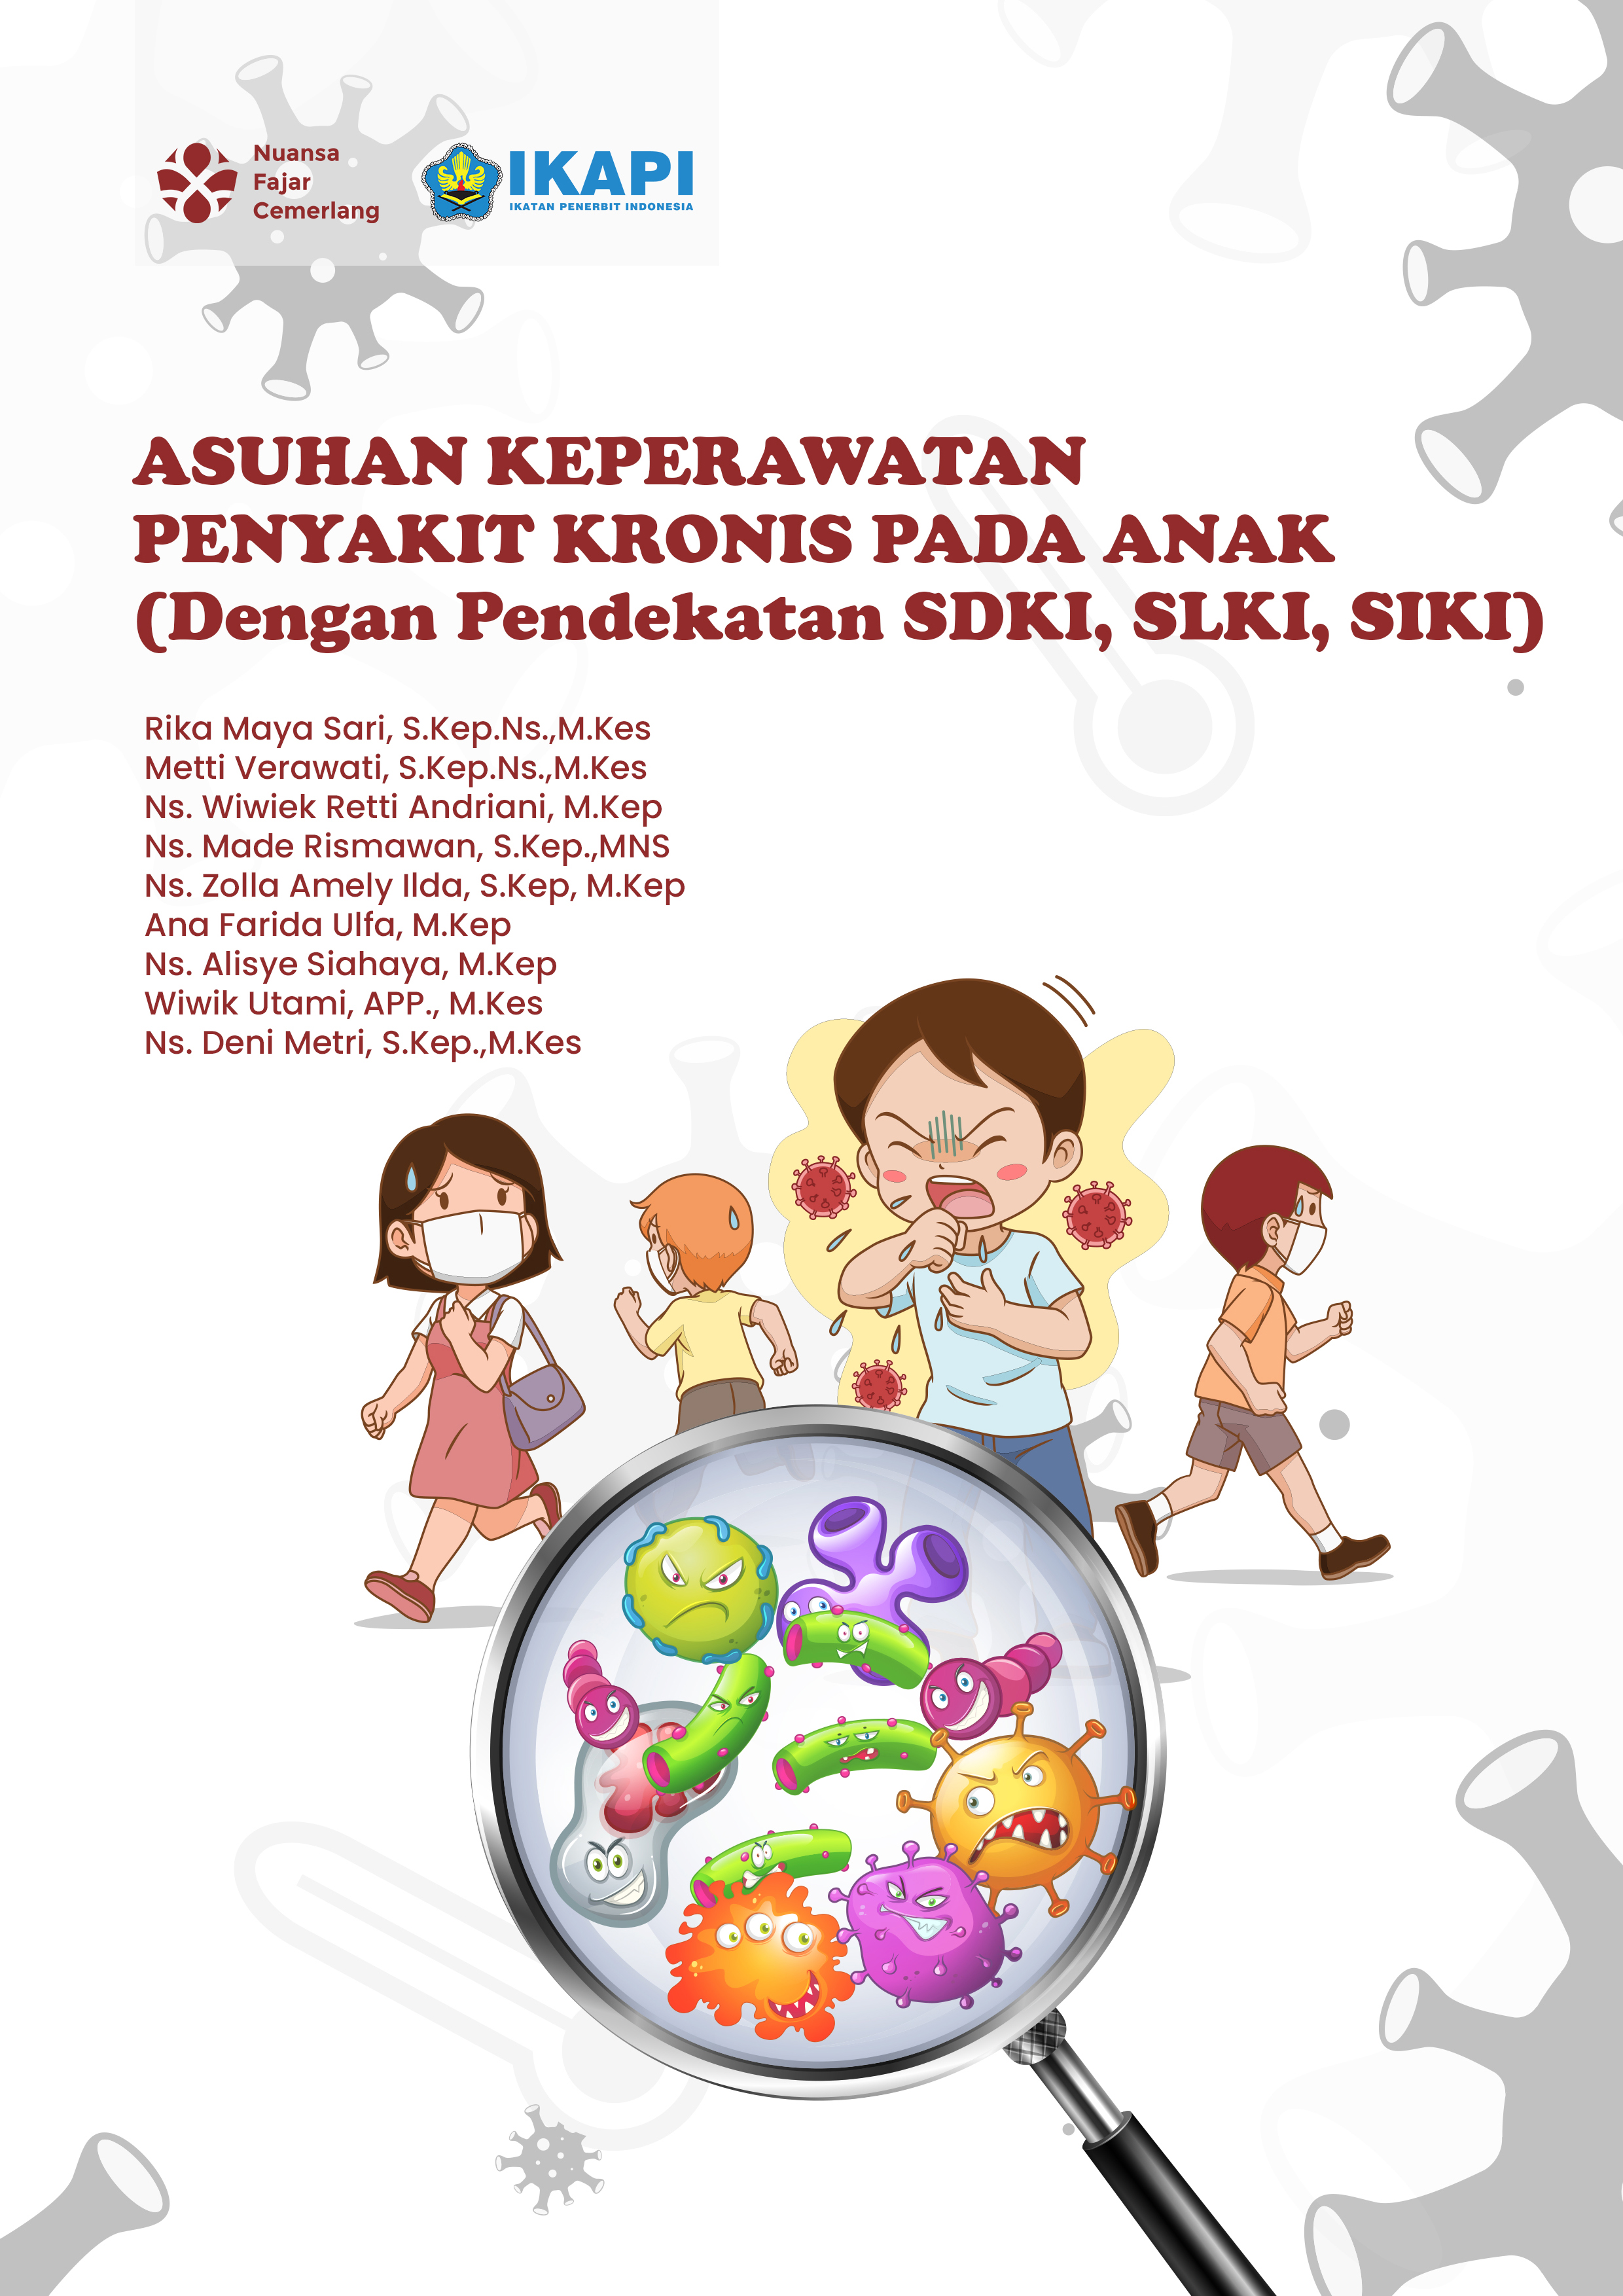 Nuansa
Fajar
Cemerlang
IKAPI
IKATAN PENERBIT INDONESIA
ASUHAN KEPERAWATAN
PENYAKIT KRONIS PADA ANAK
(Dengan Pendekatan SDKI, SLKI, SIKI)
Rika Maya Sari, S.Kep.Ns.,M.Kes
Metti Verawati, S.Kep.Ns.,M.Kes
Ns. Wiwiek Retti Andriani, M.Kep
Ns. Made Rismawan, S.Kep.,MNS
Ns. Zolla Amely Ilda, S.Kep, M.Kep
Ana Farida Ulfa, M.Kep
Ns. Alisye Siahaya, M.Kep
Wiwik Utami, APP., M.Kes
Ns. Deni Metri, S.Kep.,M.Kes